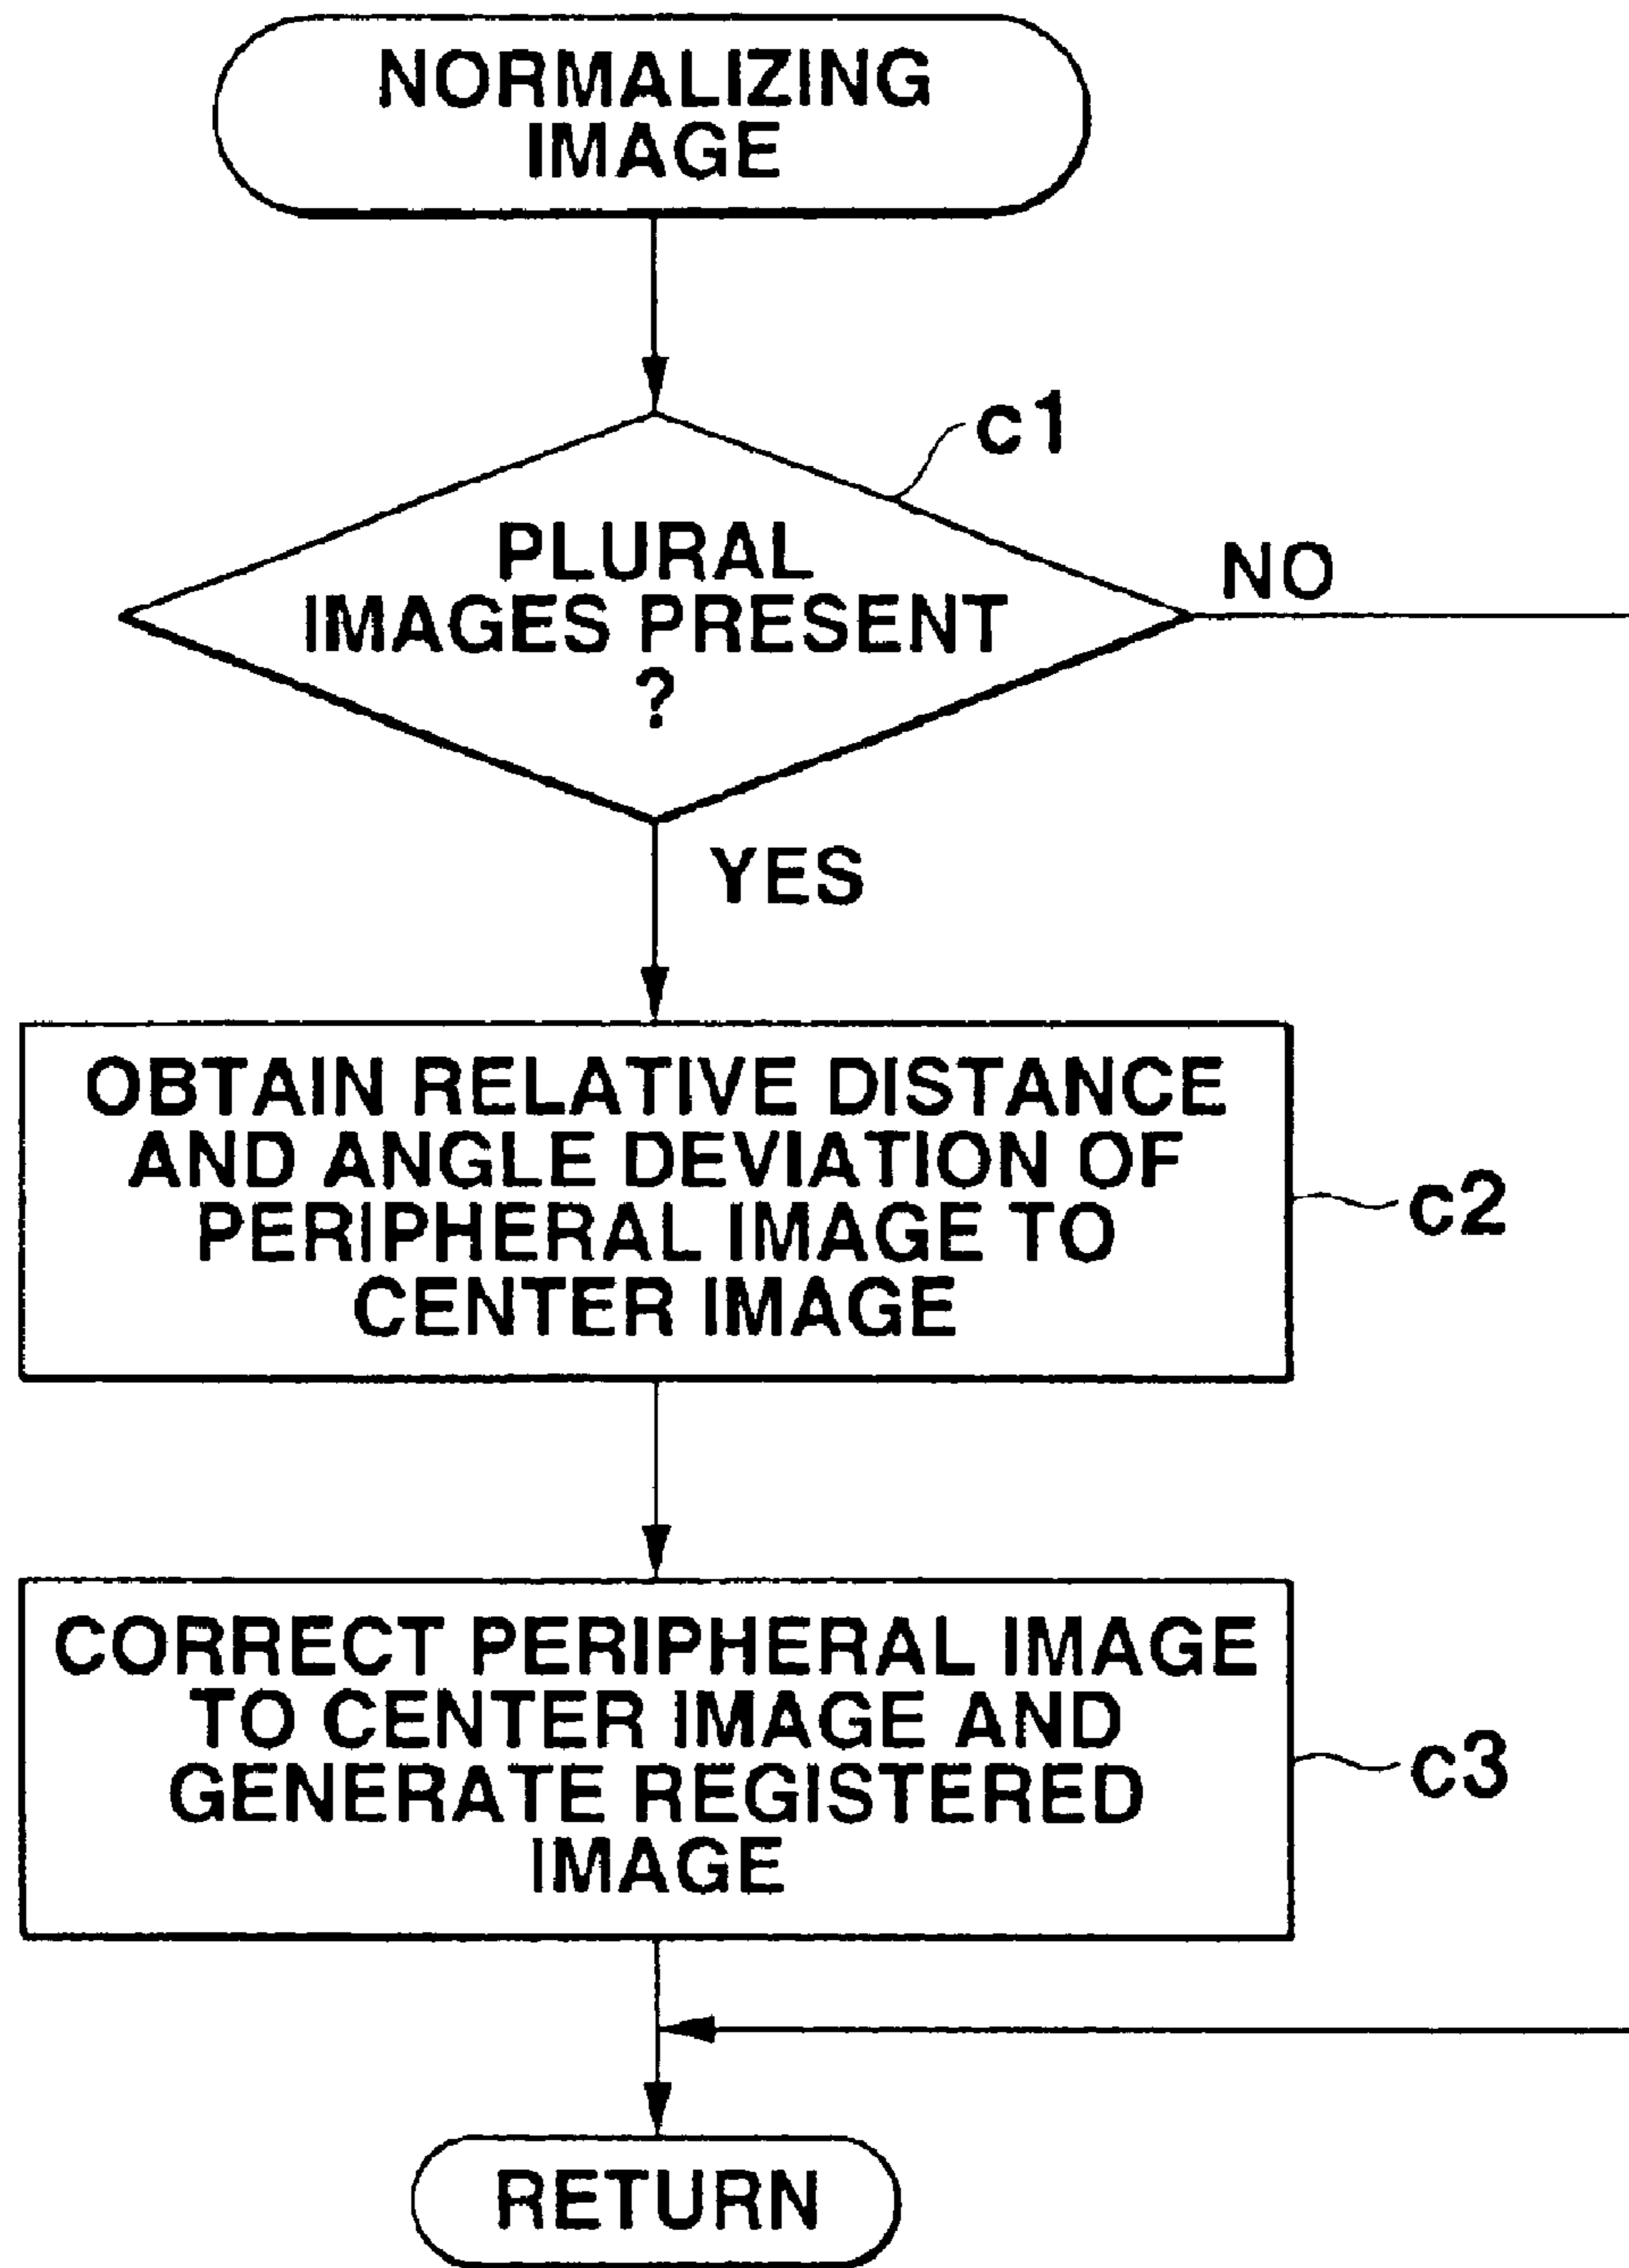 NORMALIZING
IMAGE
c1
PLURAL
IMAGES PRESENT
?
NO
YES
OBTAIN RELATIVE DISTANCE
AND ANGLE DEVIATION OF
PERIPHERAL IMAGE TO
CENTER IMAGE
c2
CORRECT PERIPHERAL IMAGE
TO CENTER IMAGE AND
GENERATE REGISTERED
IMAGE
c3
RETURN